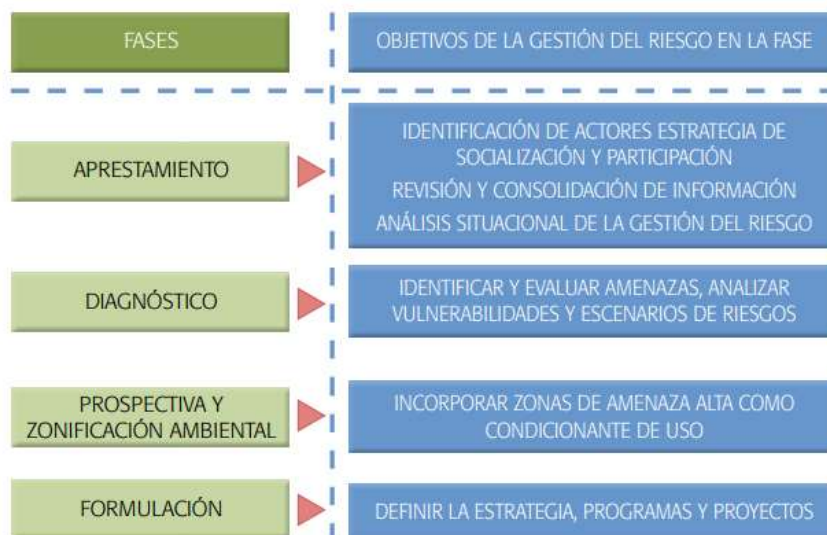 FASES
OBJETIVOS DE LA GESTIÓN DEL RIESGO EN LA FASE
APRESTAMIENTO
IDENTIFICACIÓN DE ACTORES ESTRATEGIA DE
SOCIALIZACIÓN Y PARTICIPACIÓN
REVISIÓN Y CONSOLIDACIÓN DE INFORMACIÓN
ANÁLISIS SITUACIONAL DE LA GESTIÓN DEL RIESGO
DIAGNÓSTICO
IDENTIFICAR Y EVALUAR AMENAZAS, ANALIZAR
VULNERABILIDADES Y ESCENARIOS DE RIESGOS
PROSPECTIVA Y
ZONIFICACIÓN AMBIENTAL
INCORPORAR ZONAS DE AMENAZA ALTA COMO
CONDICIONANTE DE USO
FORMULACIÓN
DEFINIR LA ESTRATEGIA, PROGRAMAS Y PROYECTOS